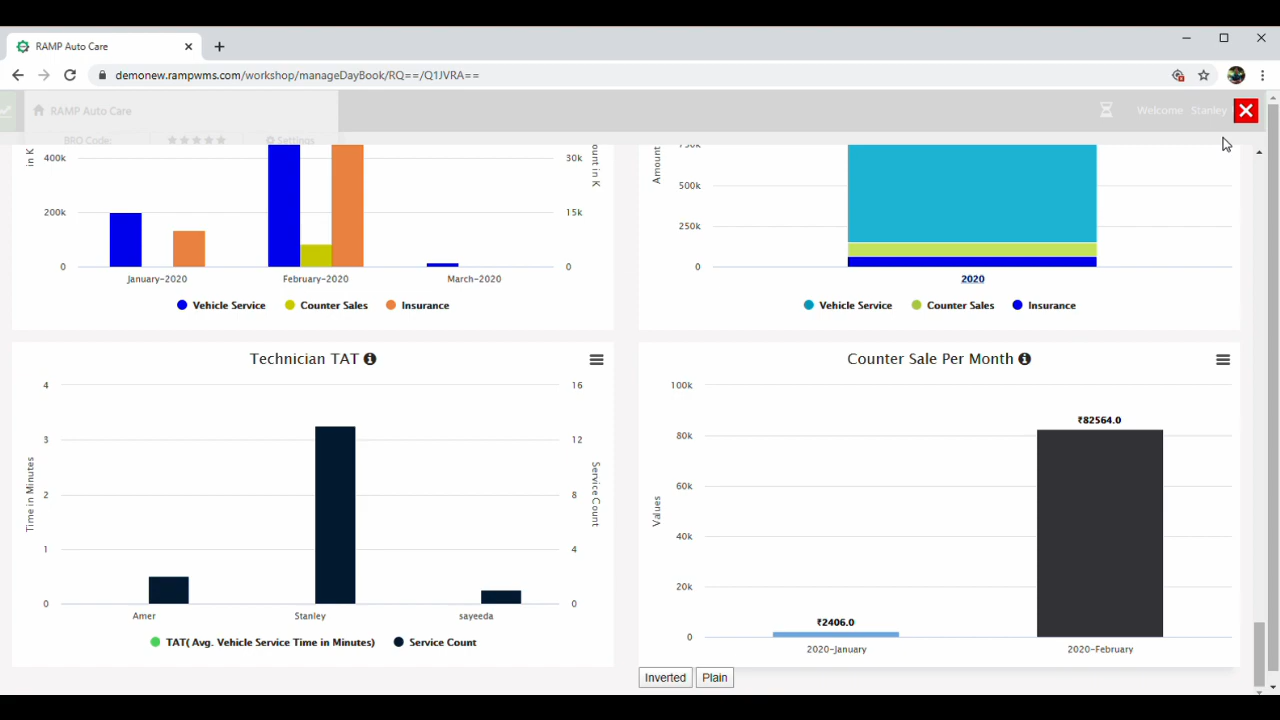 RAMP Auto Care
demonew.rampwms.com/workshop/manageDayBook/RQ==/Q1JVRA==
RAMP Auto Care
Welcome Stanley
BRO Code: Settings
in K
400k
200k
0
30k
15k
0
ount in K
January-2020 February-2020 March-2020
Vehicle Service Counter Sales Insurance
Amount
750k
500k
250k
0
2020
Vehicle Service Counter Sales Insurance
Technician TAT
Time in Minutes
4
3
2
1
0
16
12
8
4
0
Service Count
Amer Stanley sayeeda
TAT( Avg. Vehicle Service Time in Minutes) Service Count
Counter Sale Per Month
Values
100k
80k
60k
40k
20k
0
₹82564.0
₹2406.0
2020-January 2020-February
Inverted Plain